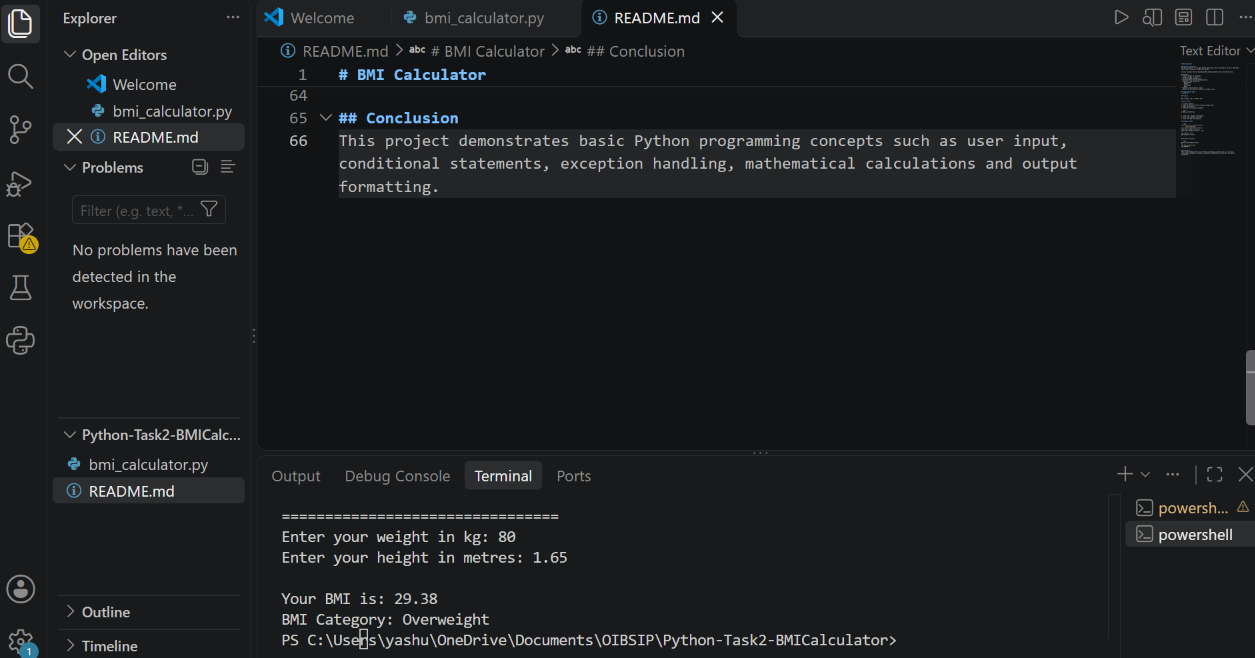 Explorer
Open Editors
Welcome
bmi_calculator.py
README.md
Problems
Filter (e.g. text, *...
No problems have been
detected in the
workspace.
Python-Task2-BMICalc...
bmi_calculator.py
README.md
Outline
Timeline
1
Welcome
bmi_calculator.py
README.md
README.md > abc # BMI Calculator > abc ## Conclusion
Text Editor
1 # BMI Calculator
64
65 ## Conclusion
66 This project demonstrates basic Python programming concepts such as user input,
conditional statements, exception handling, mathematical calculations and output
formatting.
Output Debug Console Terminal Ports
================================
Enter your weight in kg: 80
Enter your height in metres: 1.65
Your BMI is: 29.38
BMI Category: Overweight
PS C:\Users\yashu\OneDrive\Documents\OIBSIP\Python-Task2-BMICalculator>
powersh...
powershell